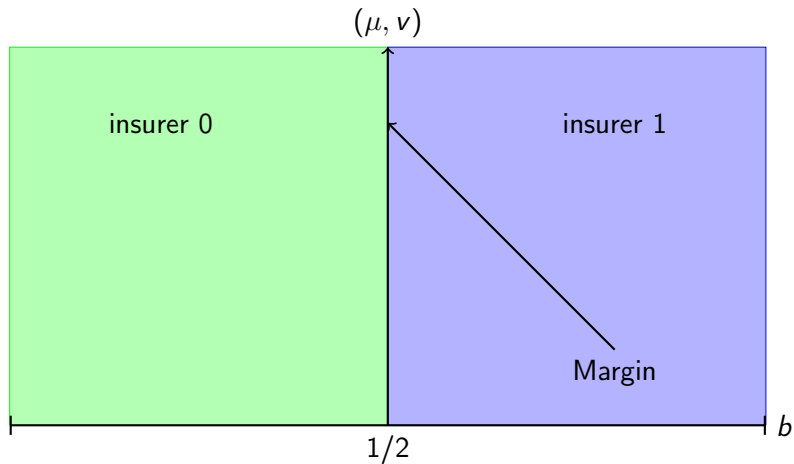 (μ, v)
insurer 0
insurer 1
Margin
b
1/2